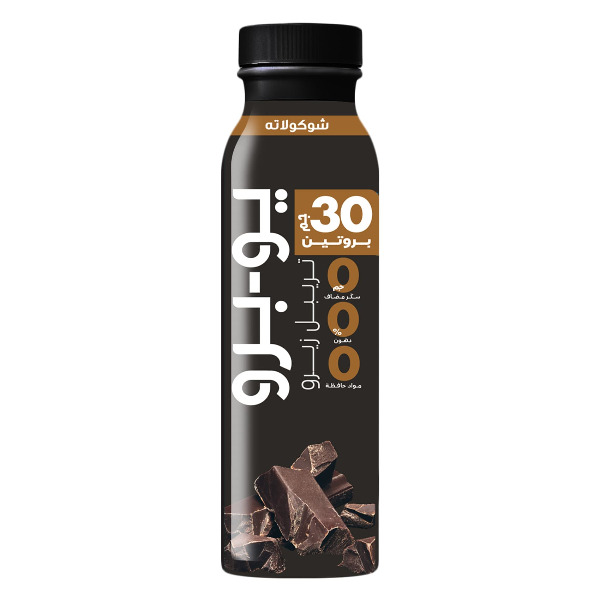 شوكولاته
يو-برو
30 جم
بروتين
تريبل زيرو
0 جم
سكر مضاف
0 %
دهون
0
مواد حافظة